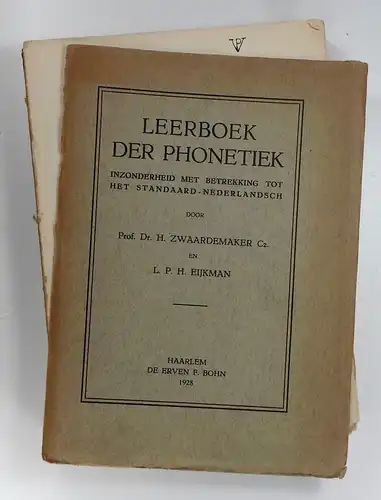 LEERBOEK
DER PHONETIEK
INZONDERHEID MET BETREKKING TOT
HET STANDAARD-NEDERLANDSCH
DOOR
Prof. Dr. H. ZWAARDEMAKER Cz.
EN
L. P. H. EIJKMAN
HAARLEM
DE ERVEN F. BOHN
1928